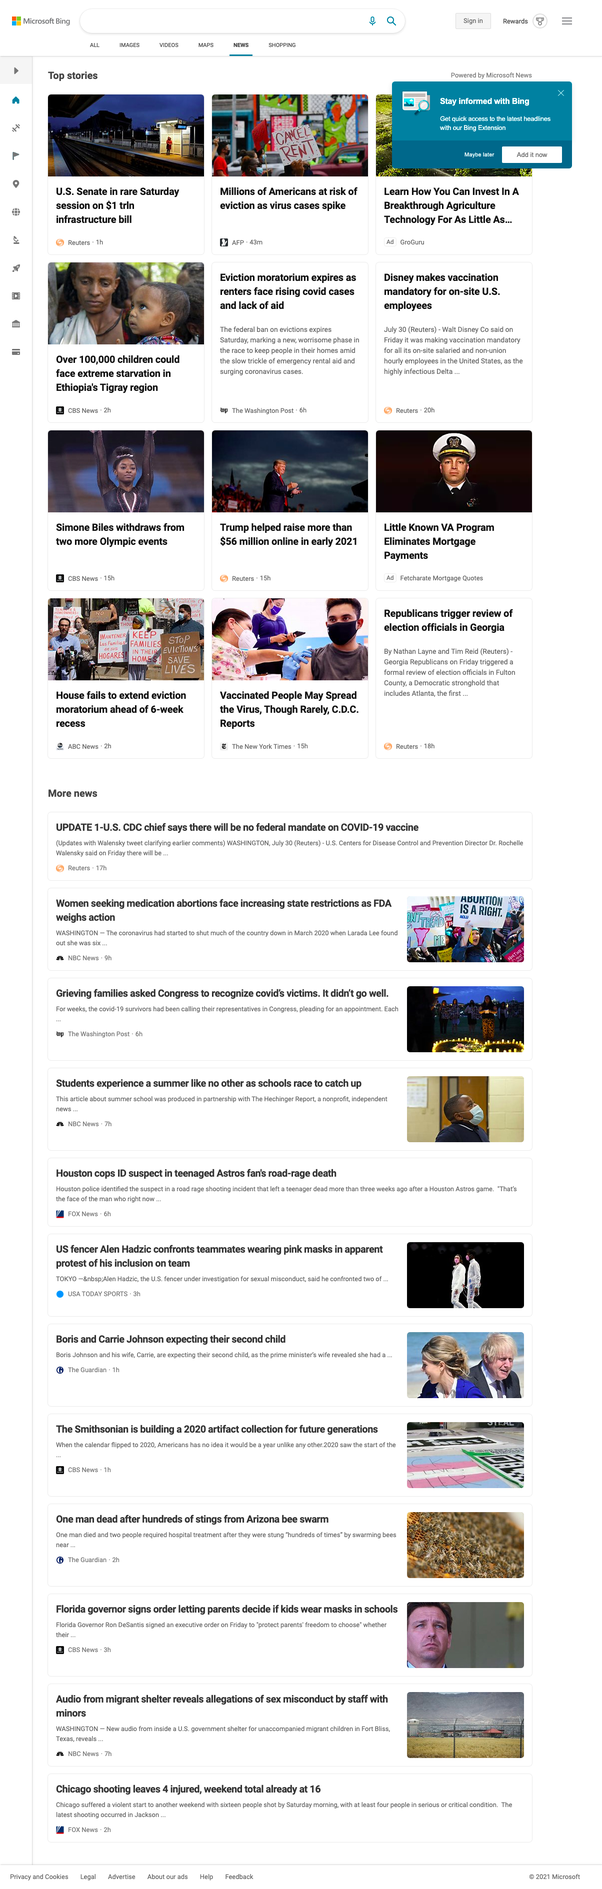 Microsoft Bing
Sign in
Rewards
ALL
IMAGES
VIDEOS
MAPS
NEWS
SHOPPING
Top stories
Powered by Microsoft News
Stay informed with Bing
Get quick access to the latest headlines
with our Bing Extension
Maybe later
Add it now
CANCEL
RENT
U.S. Senate in rare Saturday
session on $1 trln
infrastructure bill
Reuters · 1h
Millions of Americans at risk of
eviction as virus cases spike
AFP · 43m
Learn How You Can Invest In A
Breakthrough Agriculture
Technology For As Little As...
Ad GroGuru
Over 100,000 children could
face extreme starvation in
Ethiopia's Tigray region
CBS News · 2h
Eviction moratorium expires as
renters face rising covid cases
and lack of aid
The federal ban on evictions expires
Saturday, marking a new, worrisome phase in
the race to keep people in their homes amid
the slow trickle of emergency rental aid and
surging coronavirus cases.
wp The Washington Post · 6h
Disney makes vaccination
mandatory for on-site U.S.
employees
July 30 (Reuters) - Walt Disney Co said on
Friday it was making vaccination mandatory
for all its on-site salaried and non-union
hourly employees in the United States, as the
highly infectious Delta ...
Reuters · 20h
Simone Biles withdraws from
two more Olympic events
CBS News · 15h
Trump helped raise more than
$56 million online in early 2021
Reuters · 15h
Little Known VA Program
Eliminates Mortgage
Payments
Ad Fetcharate Mortgage Quotes
KEEP
FAMILIES
IN THEIR
HOMES
STOP
EVICTIONS
SAVE
LIVES
House fails to extend eviction
moratorium ahead of 6-week
recess
ABC News · 2h
Vaccinated People May Spread
the Virus, Though Rarely, C.D.C.
Reports
The New York Times · 15h
Republicans trigger review of
election officials in Georgia
By Nathan Layne and Tim Reid (Reuters) -
Georgia Republicans on Friday triggered a
formal review of election officials in Fulton
County, a Democratic stronghold that
includes Atlanta, the first ...
Reuters · 18h
More news
UPDATE 1-U.S. CDC chief says there will be no federal mandate on COVID-19 vaccine
(Updates with Walensky tweet clarifying earlier comments) WASHINGTON, July 30 (Reuters) - U.S. Centers for Disease Control and Prevention Director Dr. Rochelle
Walensky said on Friday there will be ...
Reuters · 17h
Women seeking medication abortions face increasing state restrictions as FDA
weighs action
WASHINGTON — The coronavirus had started to shut much of the country down in March 2020 when Larada Lee found
out she was six ...
NBC News · 9h
ABORTION
IS A RIGHT.
Grieving families asked Congress to recognize covid's victims. It didn't go well.
For weeks, the covid-19 survivors had been calling their representatives in Congress, pleading for an appointment. Each
...
wp The Washington Post · 6h
Students experience a summer like no other as schools race to catch up
This article about summer school was produced in partnership with The Hechinger Report, a nonprofit, independent
news ...
NBC News · 7h
Houston cops ID suspect in teenaged Astros fan's road-rage death
Houston police identified the suspect in a road rage shooting incident that left a teenager dead more than three weeks ago after a Houston Astros game. "That's
the face of the man who right now ...
FOX News · 6h
US fencer Alen Hadzic confronts teammates wearing pink masks in apparent
protest of his inclusion on team
TOKYO —&nbsp;Alen Hadzic, the U.S. fencer under investigation for sexual misconduct, said he confronted two of ...
USA TODAY SPORTS · 3h
Boris and Carrie Johnson expecting their second child
Boris Johnson and his wife, Carrie, are expecting their second child, as the prime minister's wife revealed she had a ...
The Guardian · 1h
The Smithsonian is building a 2020 artifact collection for future generations
When the calendar flipped to 2020, Americans has no idea it would be a year unlike any other.2020 saw the start of the
...
CBS News · 1h
One man dead after hundreds of stings from Arizona bee swarm
One man died and two people required hospital treatment after they were stung "hundreds of times" by swarming bees
near ...
The Guardian · 2h
Florida governor signs order letting parents decide if kids wear masks in schools
Florida Governor Ron DeSantis signed an executive order on Friday to "protect parents' freedom to choose" whether
their ...
CBS News · 3h
Audio from migrant shelter reveals allegations of sex misconduct by staff with
minors
WASHINGTON — New audio from inside a U.S. government shelter for unaccompanied migrant children in Fort Bliss,
Texas, reveals ...
NBC News · 7h
Chicago shooting leaves 4 injured, weekend total already at 16
Chicago suffered a violent start to another weekend with sixteen people shot by Saturday morning, with at least four people in serious or critical condition. The
latest shooting occurred in Jackson ...
FOX News · 2h
Privacy and Cookies
Legal
Advertise
About our ads
Help
Feedback
© 2021 Microsoft